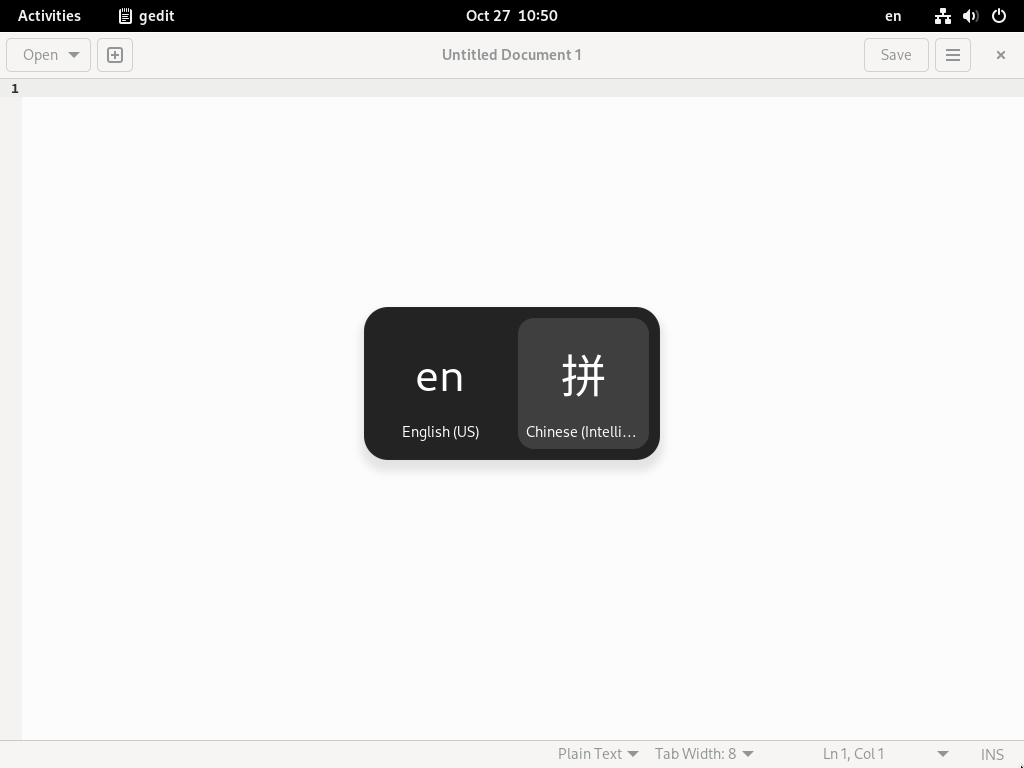 Activities gedit Oct 27 10:50 en
Open Untitled Document 1 Save
1
en 拼
English (US) Chinese (Intelli...
Plain Text Tab Width: 8 Ln 1, Col 1 INS